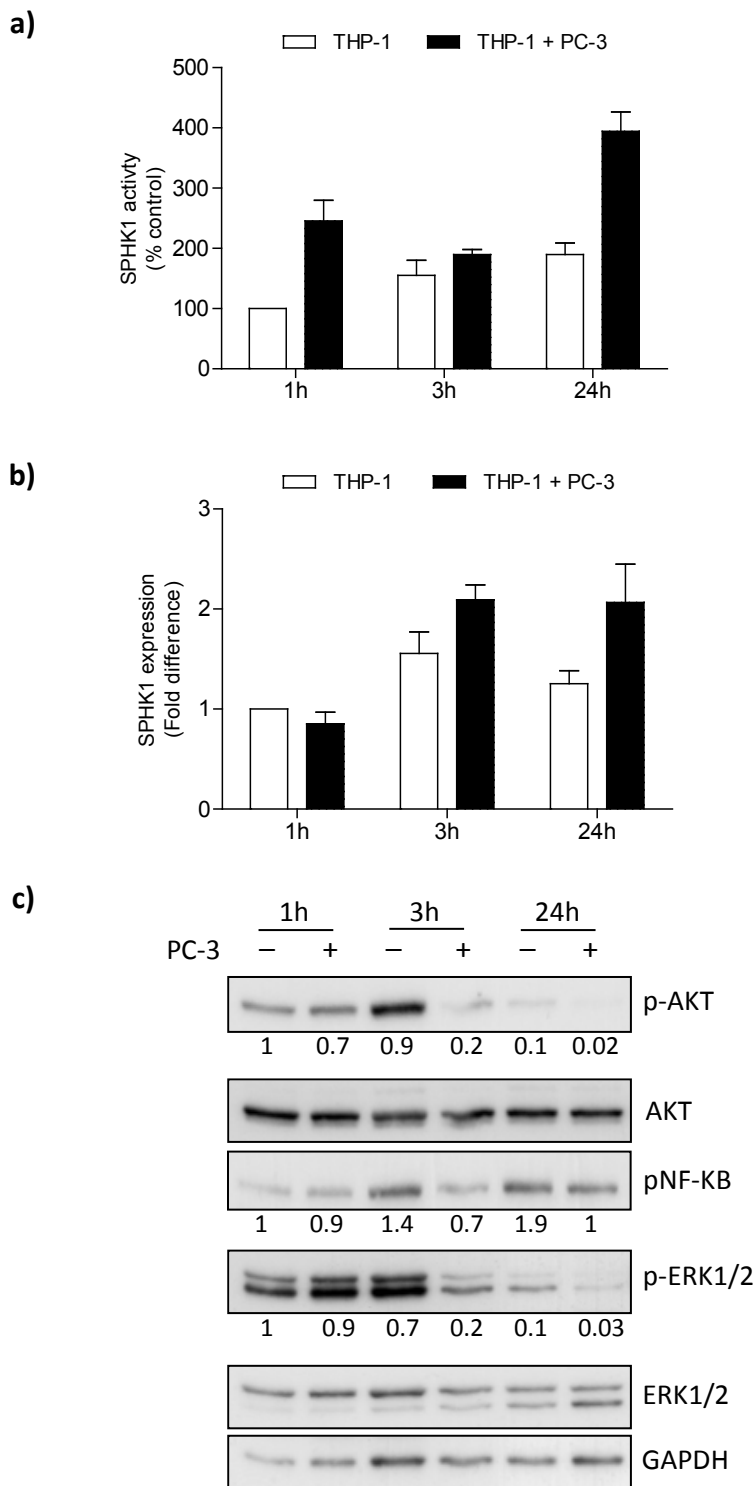 a)
THP-1 THP-1 + PC-3
SPHK1 activty
(% control)
500
400
300
200
100
0
1h 3h 24h
b)
THP-1 THP-1 + PC-3
SPHK1 expression
(Fold difference)
3
2
1
0
1h 3h 24h
c)
1h 3h 24h
PC-3 – + – + – +
p-AKT
1 0.7 0.9 0.2 0.1 0.02
AKT
pNF-KB
1 0.9 1.4 0.7 1.9 1
p-ERK1/2
1 0.9 0.7 0.2 0.1 0.03
ERK1/2
GAPDH